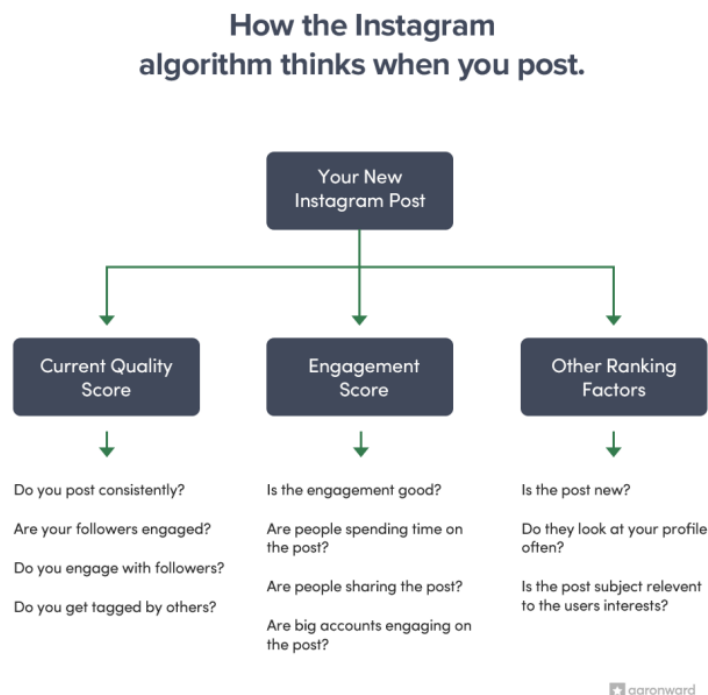 How the Instagram
algorithm thinks when you post.
Your New
Instagram Post
Current Quality
Score
Engagement
Score
Other Ranking
Factors
Do you post consistently?
Are your followers engaged?
Do you engage with followers?
Do you get tagged by others?
Is the engagement good?
Are people spending time on
the post?
Are people sharing the post?
Are big accounts engaging on
the post?
Is the post new?
Do they look at your profile
often?
Is the post subject relevent
to the users interests?
aaronward